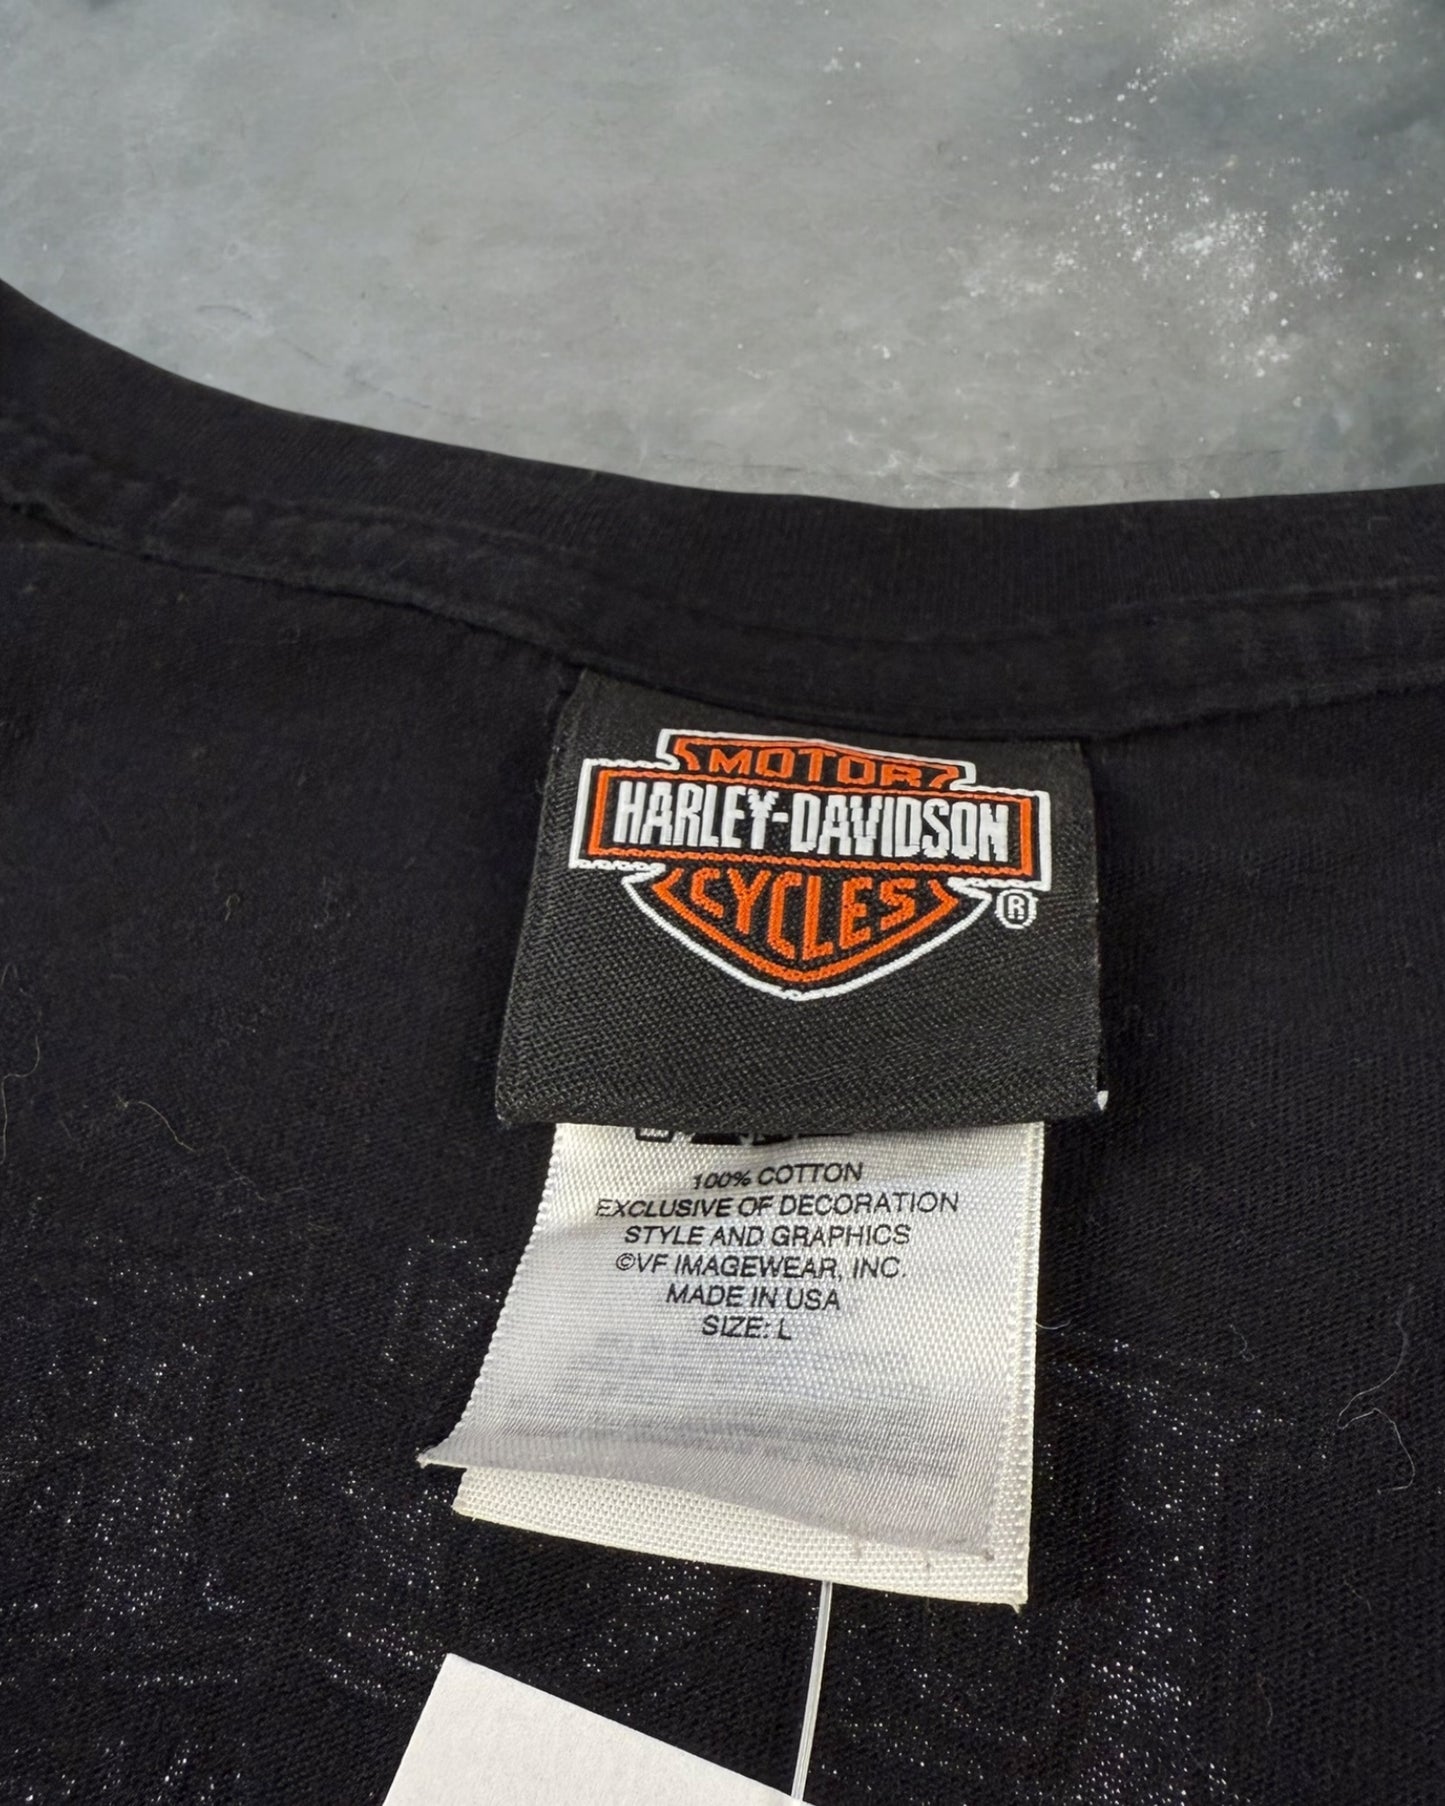 MOTOR
HARLEY-DAVIDSON
CYCLES
®
100% COTTON
EXCLUSIVE OF DECORATION
STYLE AND GRAPHICS
©VF IMAGEWEAR, INC.
MADE IN USA
SIZE: L